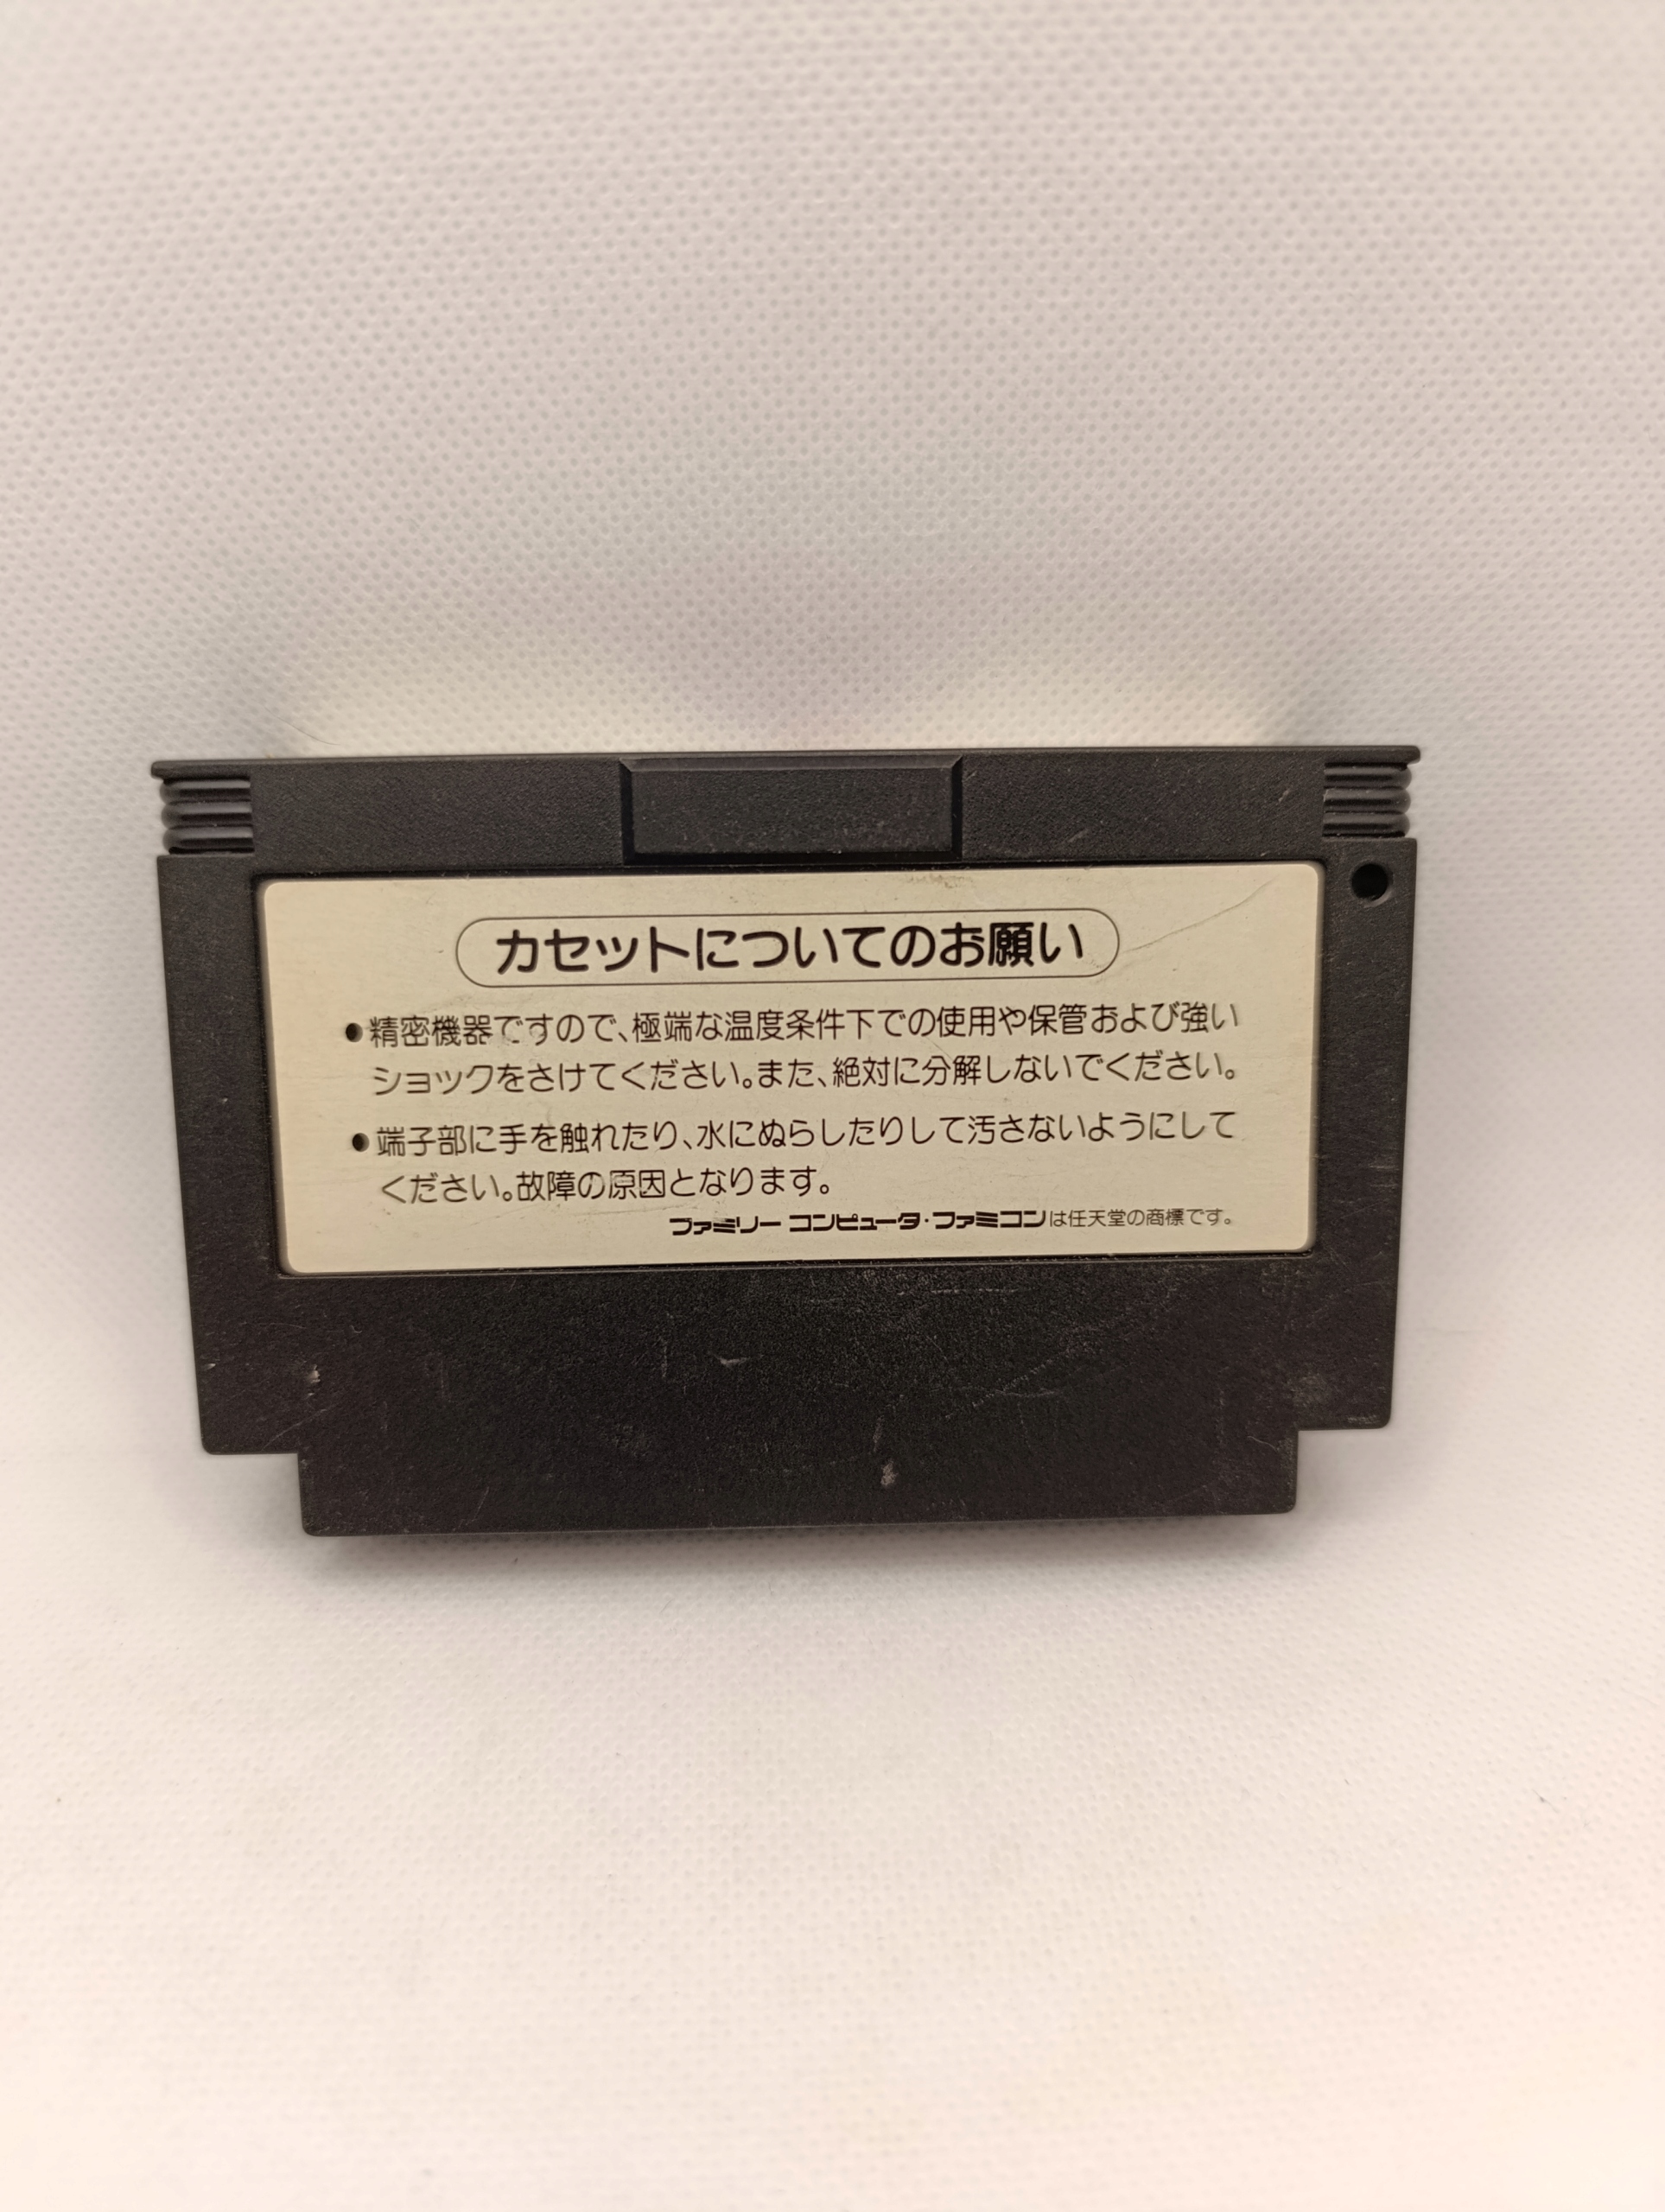 カセットについてのお願い
●精密機器ですので、極端な温度条件下での使用や保管および強い
ショックをさけてください。また、絶対に分解しないでください。
●端子部に手を触れたり、水にぬらしたりして汚さないようにして
ください。故障の原因となります。
ファミリー コンピュータ・ファミコンは任天堂の商標です。